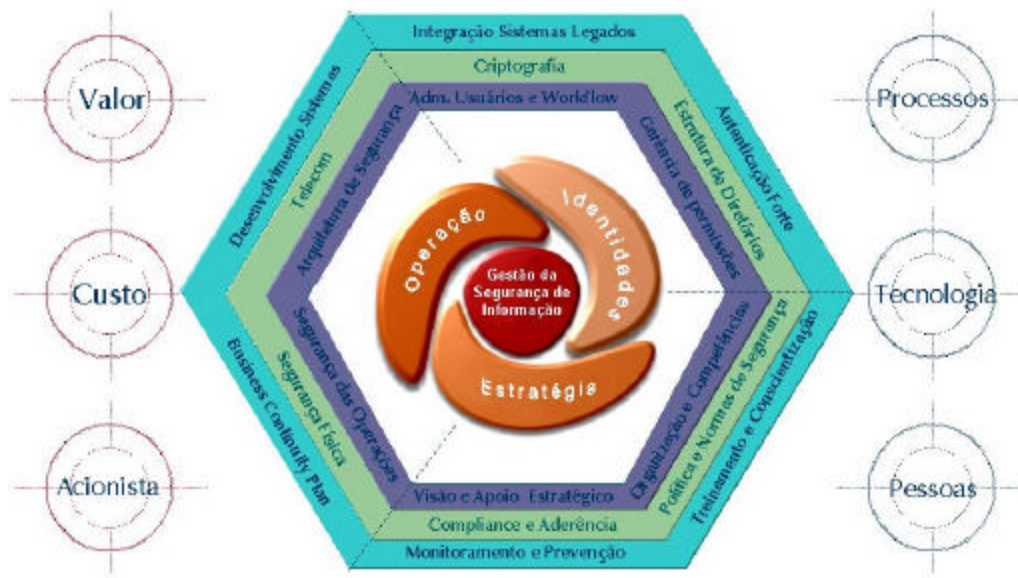 Integração Sistemas Legados
Criptografia
Adm. Usuários e Workflow
Valor
Custo
Acionista
Processos
Tecnologia
Pessoas
Desenvolvimento Sistemas
Telecom
Arquitetura de Segurança
Autenticação Forte
Estrutura de Diretórios
Gerência de permissões
Operação
Identidades
Estratégia
Gestão da
Segurança de
Informação
Business Continuity Plan
Segurança Física
Segurança das Operações
Organização e Competências
Política e Normas de Segurança
Treinamento e Conscientização
Visão e Apoio Estratégico
Compliance e Aderência
Monitoramento e Prevenção